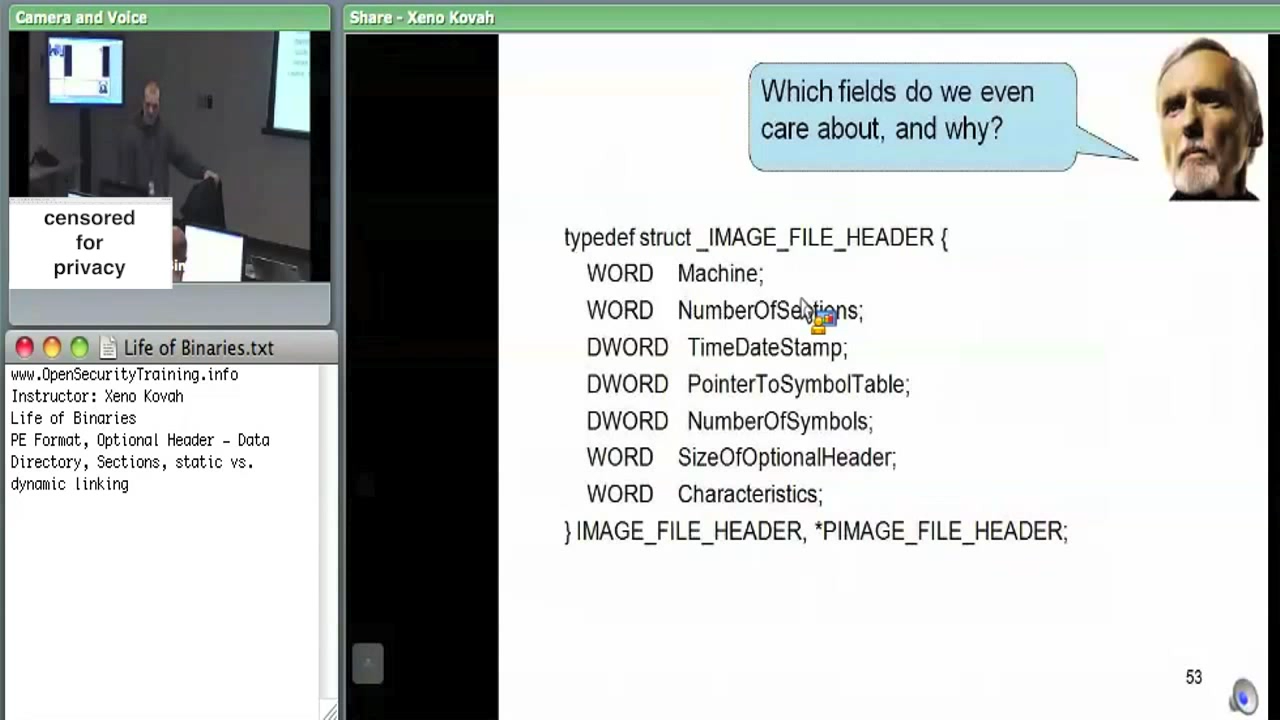 Camera and Voice
Share - Xeno Kovah
censored
for
privacy
Life of Binaries.txt
www.OpenSecurityTraining.info
Instructor: Xeno Kovah
Life of Binaries
PE Format, Optional Header - Data
Directory, Sections, static vs.
dynamic linking
Which fields do we even
care about, and why?
typedef struct _IMAGE_FILE_HEADER {
WORD Machine;
WORD NumberOfSections;
DWORD TimeDateStamp;
DWORD PointerToSymbolTable;
DWORD NumberOfSymbols;
WORD SizeOfOptionalHeader;
WORD Characteristics;
} IMAGE_FILE_HEADER, *PIMAGE_FILE_HEADER;
53